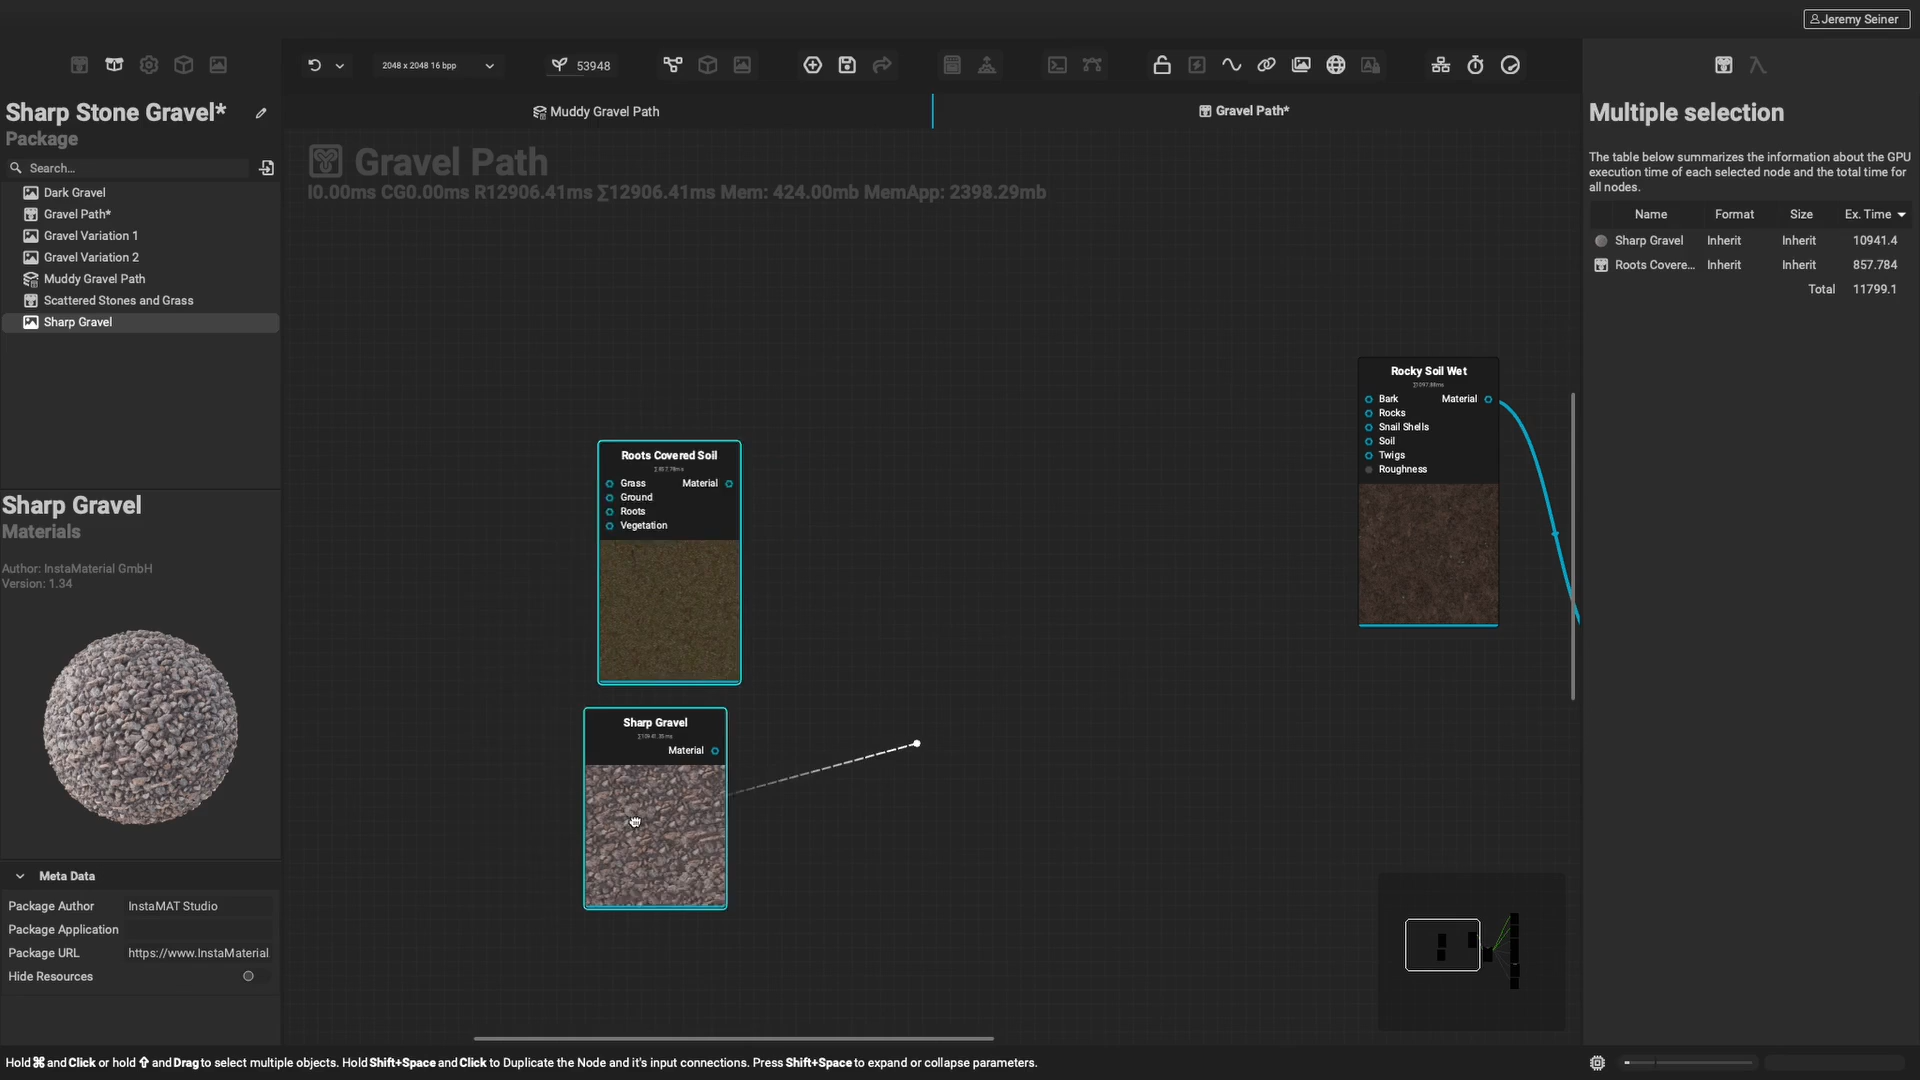 Jeremy Seiner
2048 x 2048 16 bpp
53948
Sharp Stone Gravel*
Package
Search...
Dark Gravel
Gravel Path*
Gravel Variation 1
Gravel Variation 2
Muddy Gravel Path
Scattered Stones and Grass
Sharp Gravel
Sharp Gravel
Materials
Author: InstaMaterial GmbH
Version: 1.34
Meta Data
Package Author InstaMAT Studio
Package Application
Package URL https://www.InstaMaterial
Hide Resources
Muddy Gravel Path
Gravel Path*
Gravel Path
I0.00ms CG0.00ms R12906.41ms ∑12906.41ms Mem: 424.00mb MemApp: 2398.29mb
Roots Covered Soil
Grass Material
Ground
Roots
Vegetation
Sharp Gravel
Material
Rocky Soil Wet
Bark Material
Rocks
Snail Shells
Soil
Twigs
Roughness
Multiple selection
The table below summarizes the information about the GPU
execution time of each selected node and the total time for
all nodes.
Name Format Size Ex. Time
Sharp Gravel Inherit Inherit 10941.4
Roots Covere... Inherit Inherit 857.784
Total 11799.1
Hold ⌘ and Click or hold ⇧ and Drag to select multiple objects. Hold Shift+Space and Click to Duplicate the Node and it's input connections. Press Shift+Space to expand or collapse parameters.